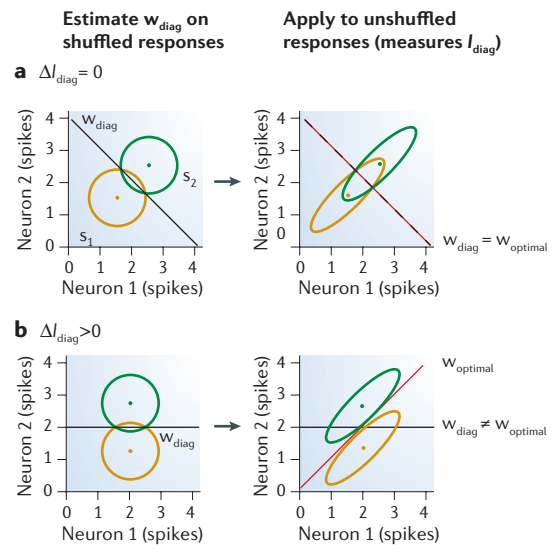 Estimate w_diag on
shuffled responses
Apply to unshuffled
responses (measures I_diag)
a ΔI_diag = 0
4
3
2
1
0
Neuron 2 (spikes)
w_diag
s_2
s_1
0 1 2 3 4
Neuron 1 (spikes)
4
3
2
1
0
Neuron 2 (spikes)
0 1 2 3 4
Neuron 1 (spikes)
w_diag = w_optimal
b ΔI_diag>0
4
3
2
1
0
Neuron 2 (spikes)
w_diag
0 1 2 3 4
Neuron 1 (spikes)
4
3
2
1
0
Neuron 2 (spikes)
0 1 2 3 4
Neuron 1 (spikes)
w_optimal
w_diag ≠ w_optimal